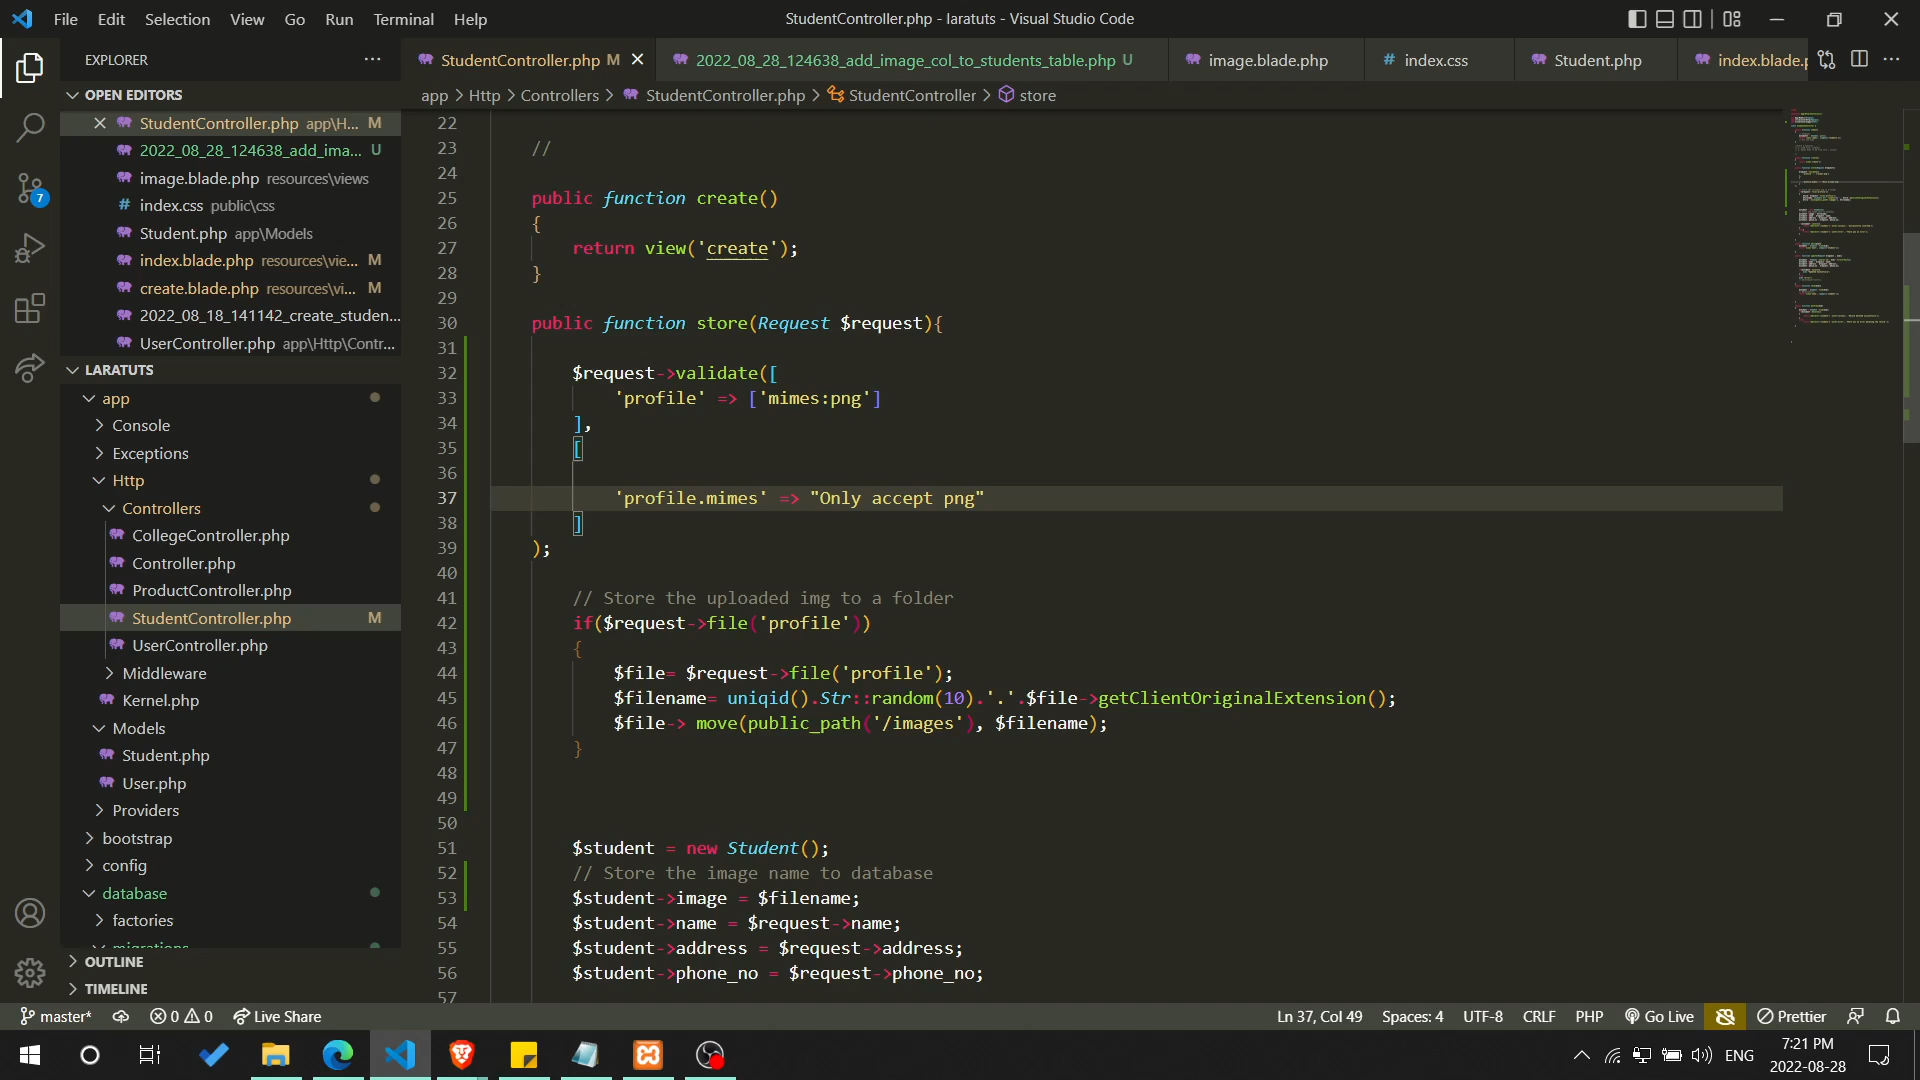 File Edit Selection View Go Run Terminal Help
StudentController.php - laratuts - Visual Studio Code
EXPLORER
StudentController.php M
2022_08_28_124638_add_image_col_to_students_table.php U
image.blade.php
index.css
Student.php
index.blade.p
OPEN EDITORS
StudentController.php app\H... M
2022_08_28_124638_add_ima... U
image.blade.php resources\views
index.css public\css
Student.php app\Models
index.blade.php resources\vie... M
create.blade.php resources\vi... M
2022_08_18_141142_create_studen...
UserController.php app\Http\Contr...
LARATUTS
app
Console
Exceptions
Http
Controllers
CollegeController.php
Controller.php
ProductController.php
StudentController.php M
UserController.php
Middleware
Kernel.php
Models
Student.php
User.php
Providers
bootstrap
config
database
factories
migrations
OUTLINE
TIMELINE
app > Http > Controllers > StudentController.php > StudentController > store
22
23 //
24
25 public function create()
26 {
27 return view('create');
28 }
29
30 public function store(Request $request){
31
32 $request->validate([
33 'profile' => ['mimes:png']
34 ],
35 [
36
37 'profile.mimes' => "Only accept png"
38 ]
39 );
40
41 // Store the uploaded img to a folder
42 if($request->file('profile'))
43 {
44 $file= $request->file('profile');
45 $filename= uniqid().Str::random(10).'.'.$file->getClientOriginalExtension();
46 $file-> move(public_path('/images'), $filename);
47 }
48
49
50
51 $student = new Student();
52 // Store the image name to database
53 $student->image = $filename;
54 $student->name = $request->name;
55 $student->address = $request->address;
56 $student->phone_no = $request->phone_no;
57
7
master* 0 0 Live Share
Ln 37, Col 49 Spaces: 4 UTF-8 CRLF PHP Go Live Prettier
ENG
7:21 PM
2022-08-28